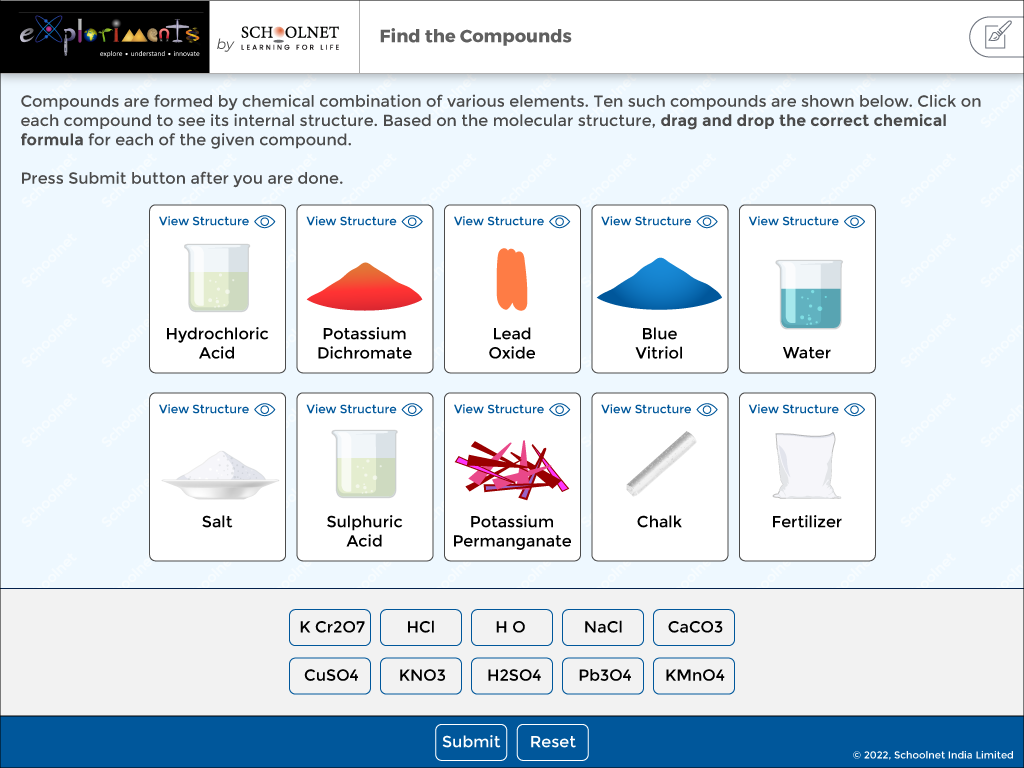 exploriments
explore • understand • innovate
by SCHOOLNET
LEARNING FOR LIFE
Find the Compounds
Compounds are formed by chemical combination of various elements. Ten such compounds are shown below. Click on
each compound to see its internal structure. Based on the molecular structure, drag and drop the correct chemical
formula for each of the given compound.
Press Submit button after you are done.
View Structure View Structure View Structure View Structure View Structure
Hydrochloric
Acid
Potassium
Dichromate
Lead
Oxide
Blue
Vitriol
Water
View Structure View Structure View Structure View Structure View Structure
Salt
Sulphuric
Acid
Potassium
Permanganate
Chalk
Fertilizer
K Cr2O7 HCl H O NaCl CaCO3
CuSO4 KNO3 H2SO4 Pb3O4 KMnO4
Submit Reset
© 2022, Schoolnet India Limited